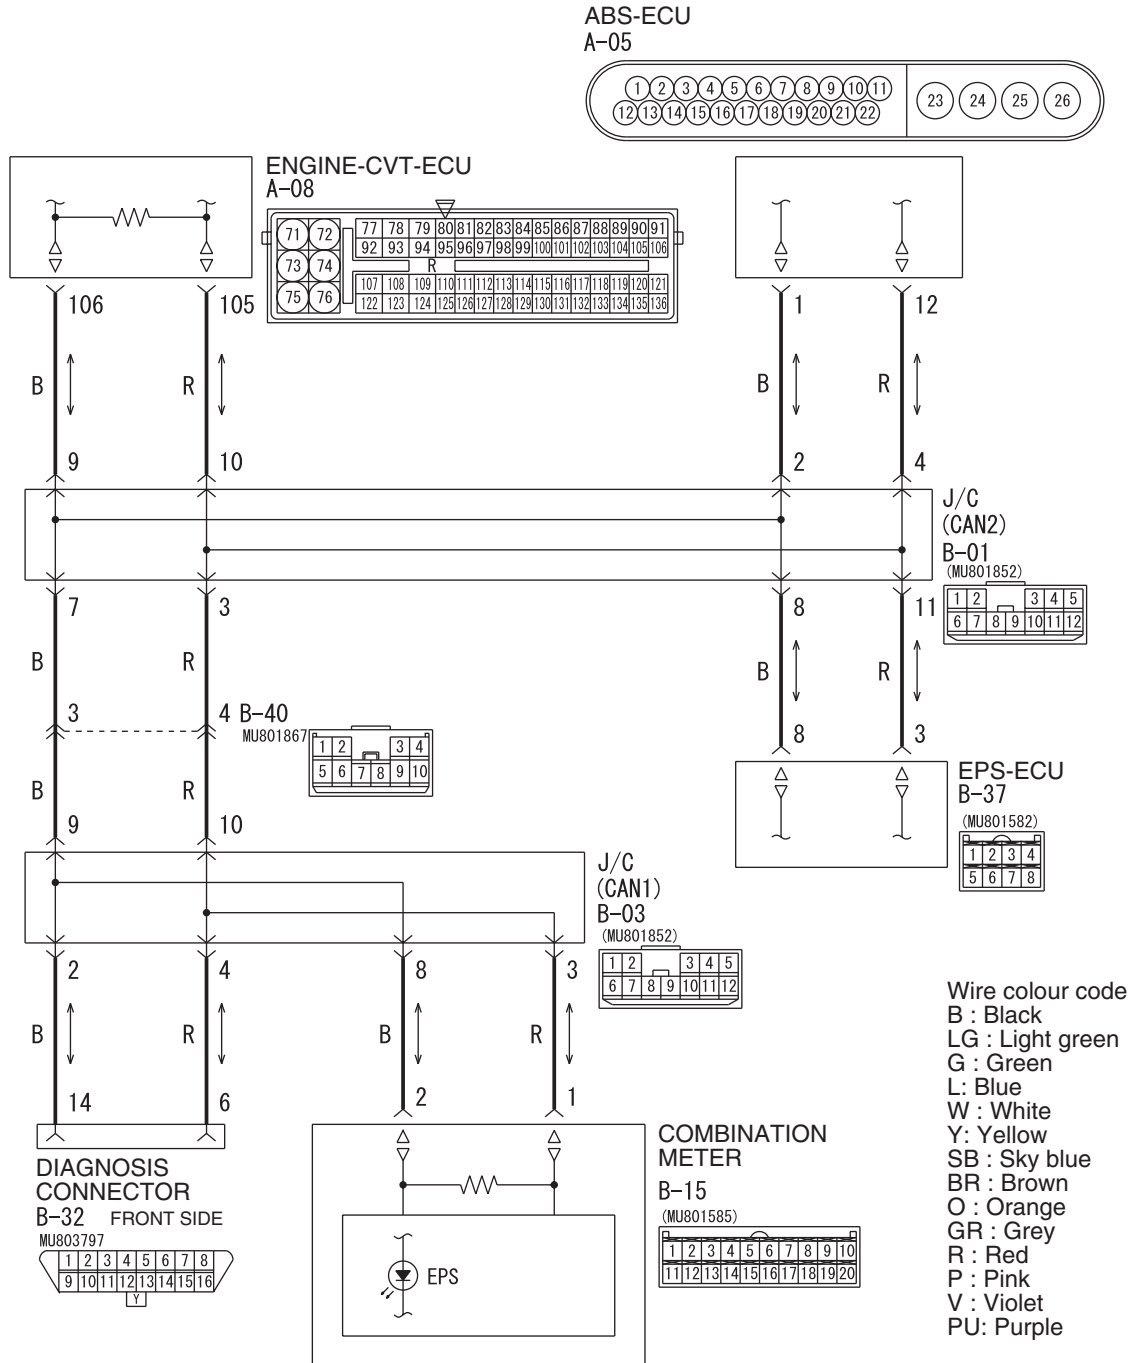 ABS-ECU
A-05
1 2 3 4 5 6 7 8 9 10 11
12 13 14 15 16 17 18 19 20 21 22
23 24 25 26
ENGINE-CVT-ECU
A-08
71 72
73 74
75 76
77 78 79 80 81 82 83 84 85 86 87 88 89 90 91
92 93 94 95 96 97 98 99 100 101 102 103 104 105 106
R
107 108 109 110 111 112 113 114 115 116 117 118 119 120 121
122 123 124 125 126 127 128 129 130 131 132 133 134 135 136
106 105 1 12
B R B R
9 10 2 4
J/C
(CAN2)
B-01
(MU801852)
1 2 3 4 5
6 7 8 9 10 11 12
7 3 8 11
B R B R
3 4 B-40
MU801867
1 2 3 4
5 6 7 8 9 10
8 3
EPS-ECU
B-37
(MU801582)
1 2 3 4
5 6 7 8
B R
9 10
J/C
(CAN1)
B-03
(MU801852)
1 2 3 4 5
6 7 8 9 10 11 12
2 4 8 3
B R B R
14 6 2 1
DIAGNOSIS
CONNECTOR
B-32 FRONT SIDE
MU803797
1 2 3 4 5 6 7 8
9 10 11 12 13 14 15 16
Y
EPS
COMBINATION
METER
B-15
(MU801585)
1 2 3 4 5 6 7 8 9 10
11 12 13 14 15 16 17 18 19 20
Wire colour code
B : Black
LG : Light green
G : Green
L: Blue
W : White
Y: Yellow
SB : Sky blue
BR : Brown
O : Orange
GR : Grey
R : Red
P : Pink
V : Violet
PU: Purple